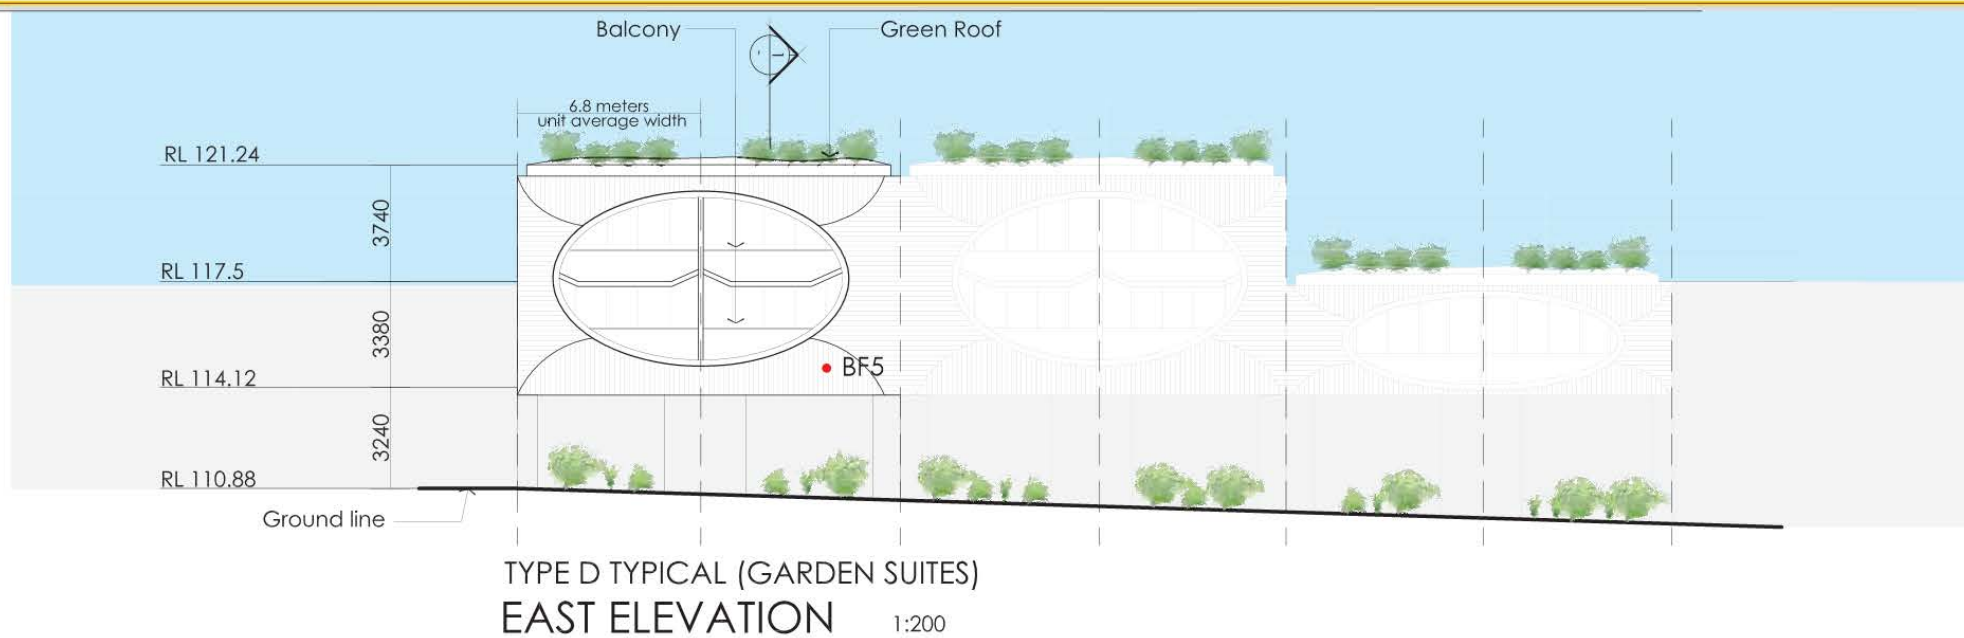 Balcony
Green Roof
6.8 meters
unit average width
RL 121.24
3740
RL 117.5
3380
BF5
RL 114.12
3240
RL 110.88
Ground line
TYPE D TYPICAL (GARDEN SUITES)
EAST ELEVATION 1:200